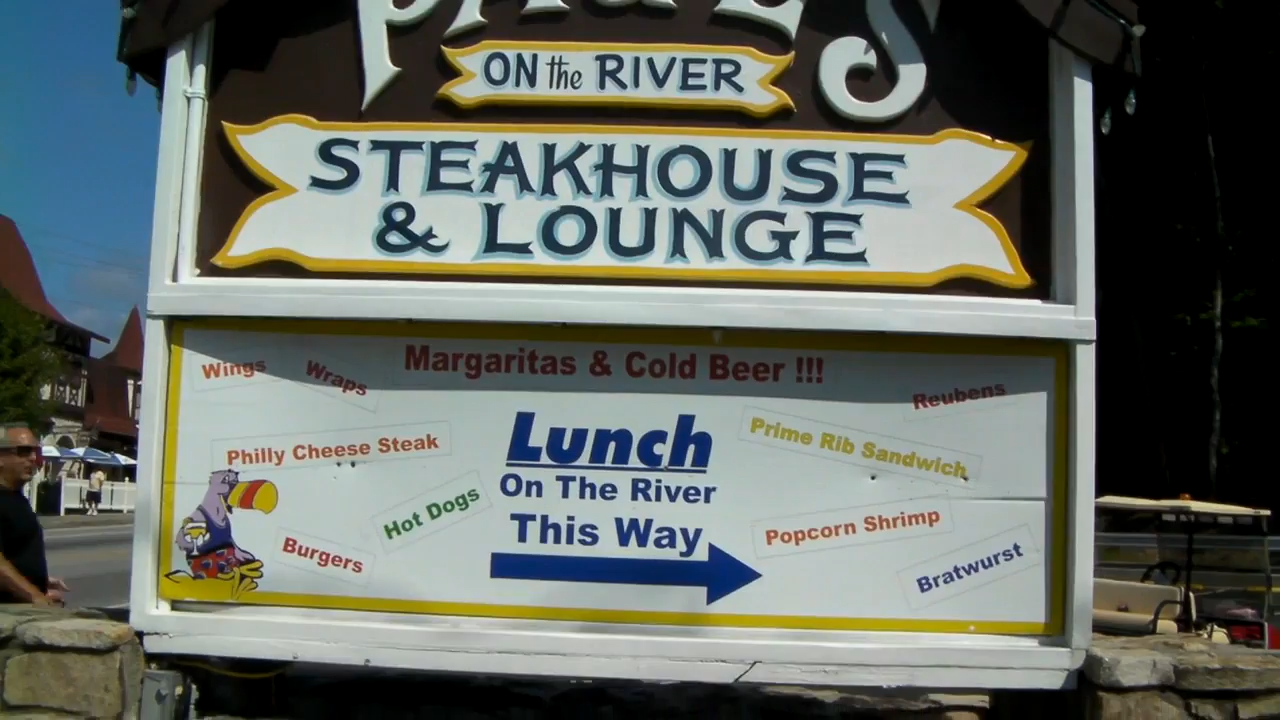 ON the RIVER
STEAKHOUSE
& LOUNGE
Margaritas & Cold Beer !!!
Wings
Wraps
Reubens
Philly Cheese Steak
Lunch
Prime Rib Sandwich
On The River
Hot Dogs
This Way
Popcorn Shrimp
Burgers
Bratwurst